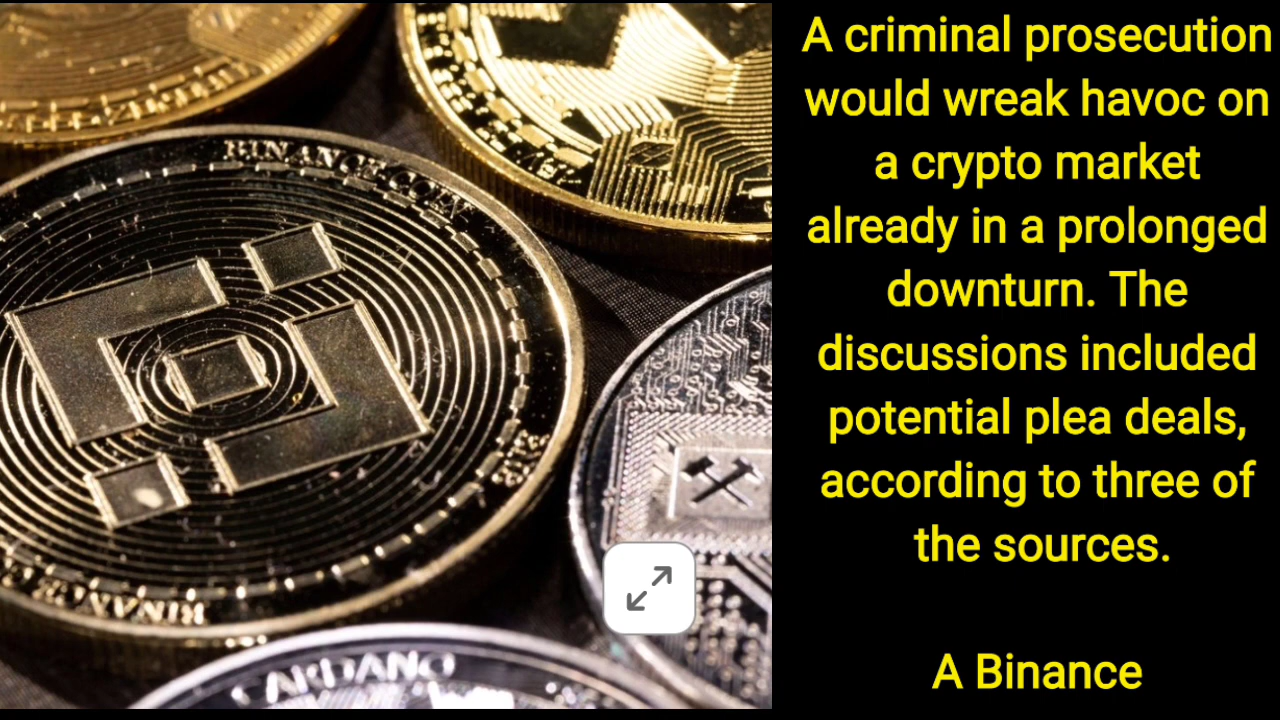 BINANCE COIN
CARDANO
A criminal prosecution
would wreak havoc on
a crypto market
already in a prolonged
downturn. The
discussions included
potential plea deals,
according to three of
the sources.
A Binance